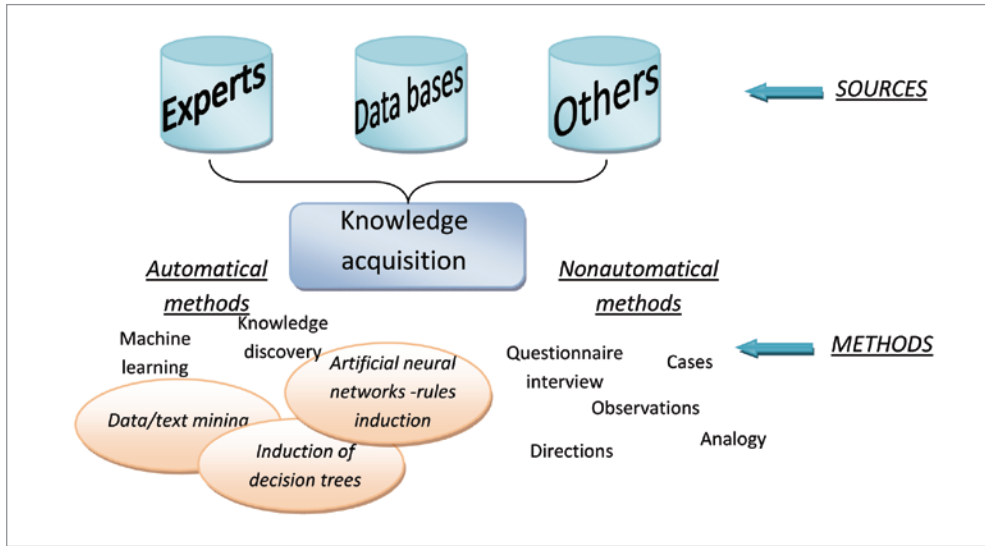 Experts
Data bases
Others
SOURCES
Knowledge
acquisition
Automatical
methods
Nonautomatical
methods
METHODS
Machine
learning
Knowledge
discovery
Artificial neural
networks -rules
induction
Data/text mining
Induction of
decision trees
Questionnaire
interview
Cases
Observations
Directions
Analogy